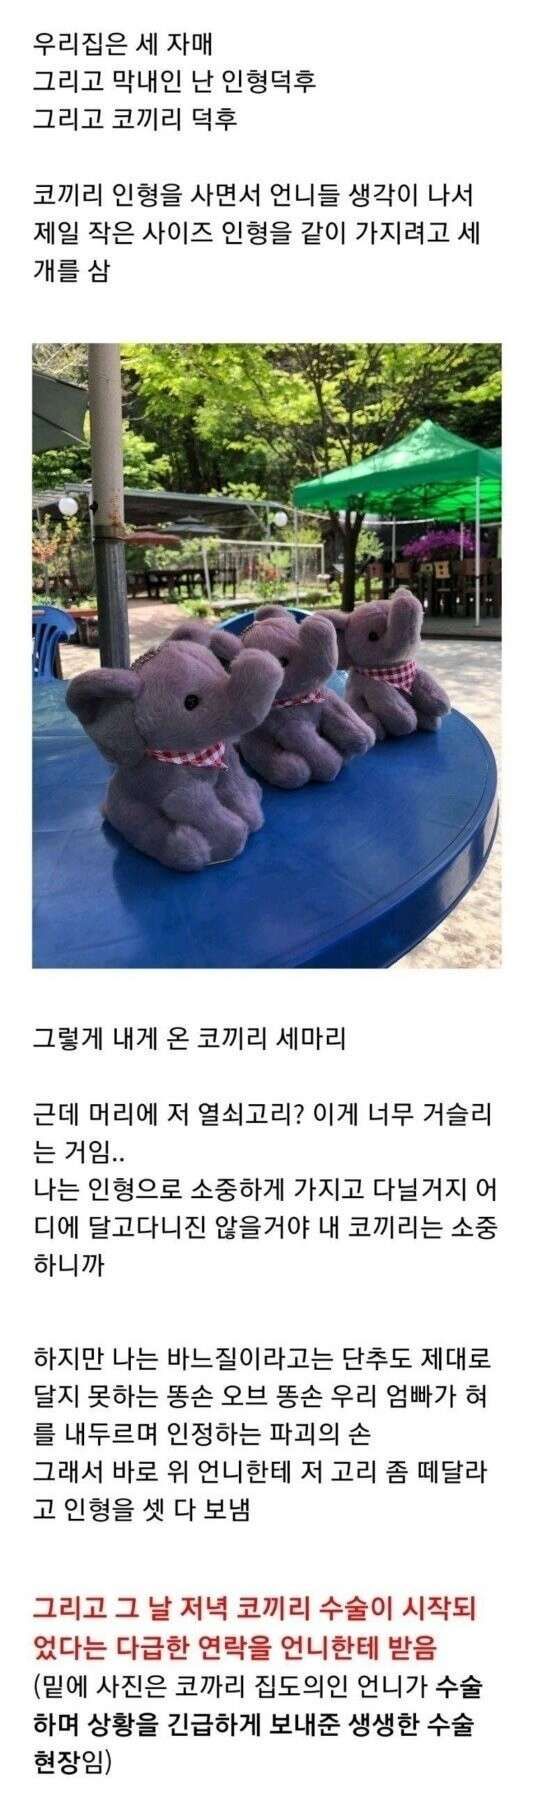 우리집은 세 자매
그리고 막내인 난 인형덕후
그리고 코끼리 덕후
코끼리 인형을 사면서 언니들 생각이 나서
제일 작은 사이즈 인형을 같이 가지려고 세
개를 삼
그렇게 내게 온 코끼리 세마리
근데 머리에 저 열쇠고리? 이게 너무 거슬리
는 거임..
나는 인형으로 소중하게 가지고 다닐거지 어
디에 달고다니진 않을거야 내 코끼리는 소중
하니까
하지만 나는 바느질이라고는 단추도 제대로
달지 못하는 똥손 오브 똥손 우리 엄빠가 혀
를 내두르며 인정하는 파괴의 손
그래서 바로 위 언니한테 저 고리 좀 떼달라
고 인형을 셋 다 보냄
그리고 그 날 저녁 코끼리 수술이 시작되
었다는 다급한 연락을 언니한테 받음
(밑에 사진은 코까리 집도의인 언니가 수술
하며 상황을 긴급하게 보내준 생생한 수술
현장임)